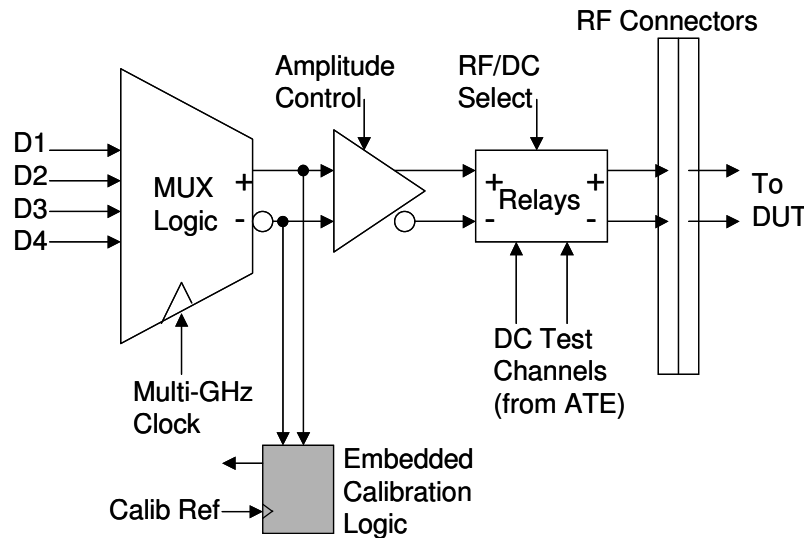 RF Connectors
Amplitude
Control
RF/DC
Select
D1
D2
D3
D4
MUX
Logic
+
-
+
-
Relays
+
-
To
DUT
Multi-GHz
Clock
DC Test
Channels
(from ATE)
Calib Ref
Embedded
Calibration
Logic